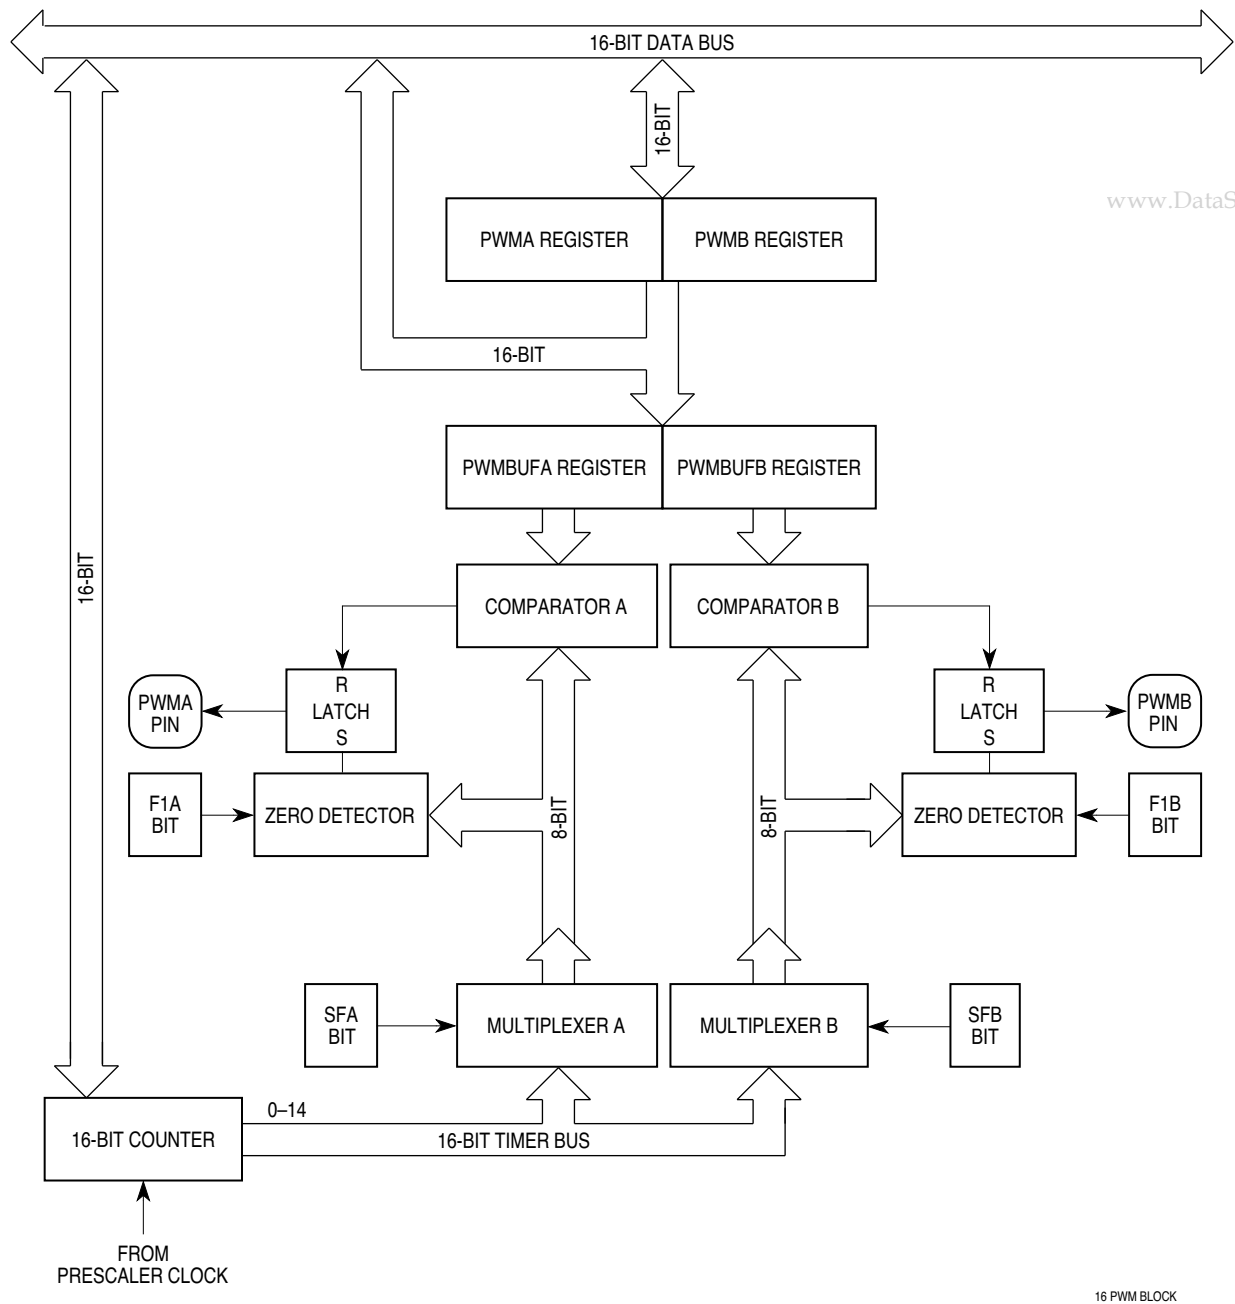 16-BIT DATA BUS
16-BIT
www.DataS
PWMA REGISTER
PWMB REGISTER
16-BIT
PWMBUFA REGISTER
PWMBUFB REGISTER
16-BIT
COMPARATOR A
COMPARATOR B
R
LATCH
S
R
LATCH
S
PWMA
PIN
PWMB
PIN
F1A
BIT
ZERO DETECTOR
8-BIT
8-BIT
ZERO DETECTOR
F1B
BIT
SFA
BIT
MULTIPLEXER A
MULTIPLEXER B
SFB
BIT
0–14
16-BIT COUNTER
16-BIT TIMER BUS
FROM
PRESCALER CLOCK
16 PWM BLOCK